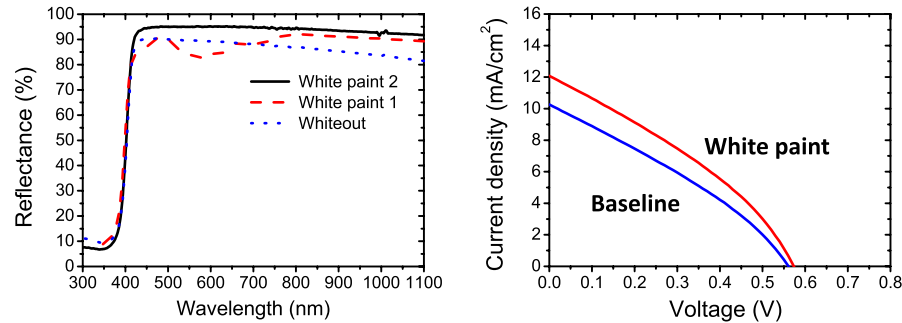 100
90
80
70
60
50
40
30
20
10
0
Reflectance (%)
White paint 2
White paint 1
Whiteout
300 400 500 600 700 800 900 1000 1100
Wavelength (nm)
16
14
12
10
8
6
4
2
0
Current density (mA/cm²)
White paint
Baseline
0.0 0.1 0.2 0.3 0.4 0.5 0.6 0.7 0.8
Voltage (V)